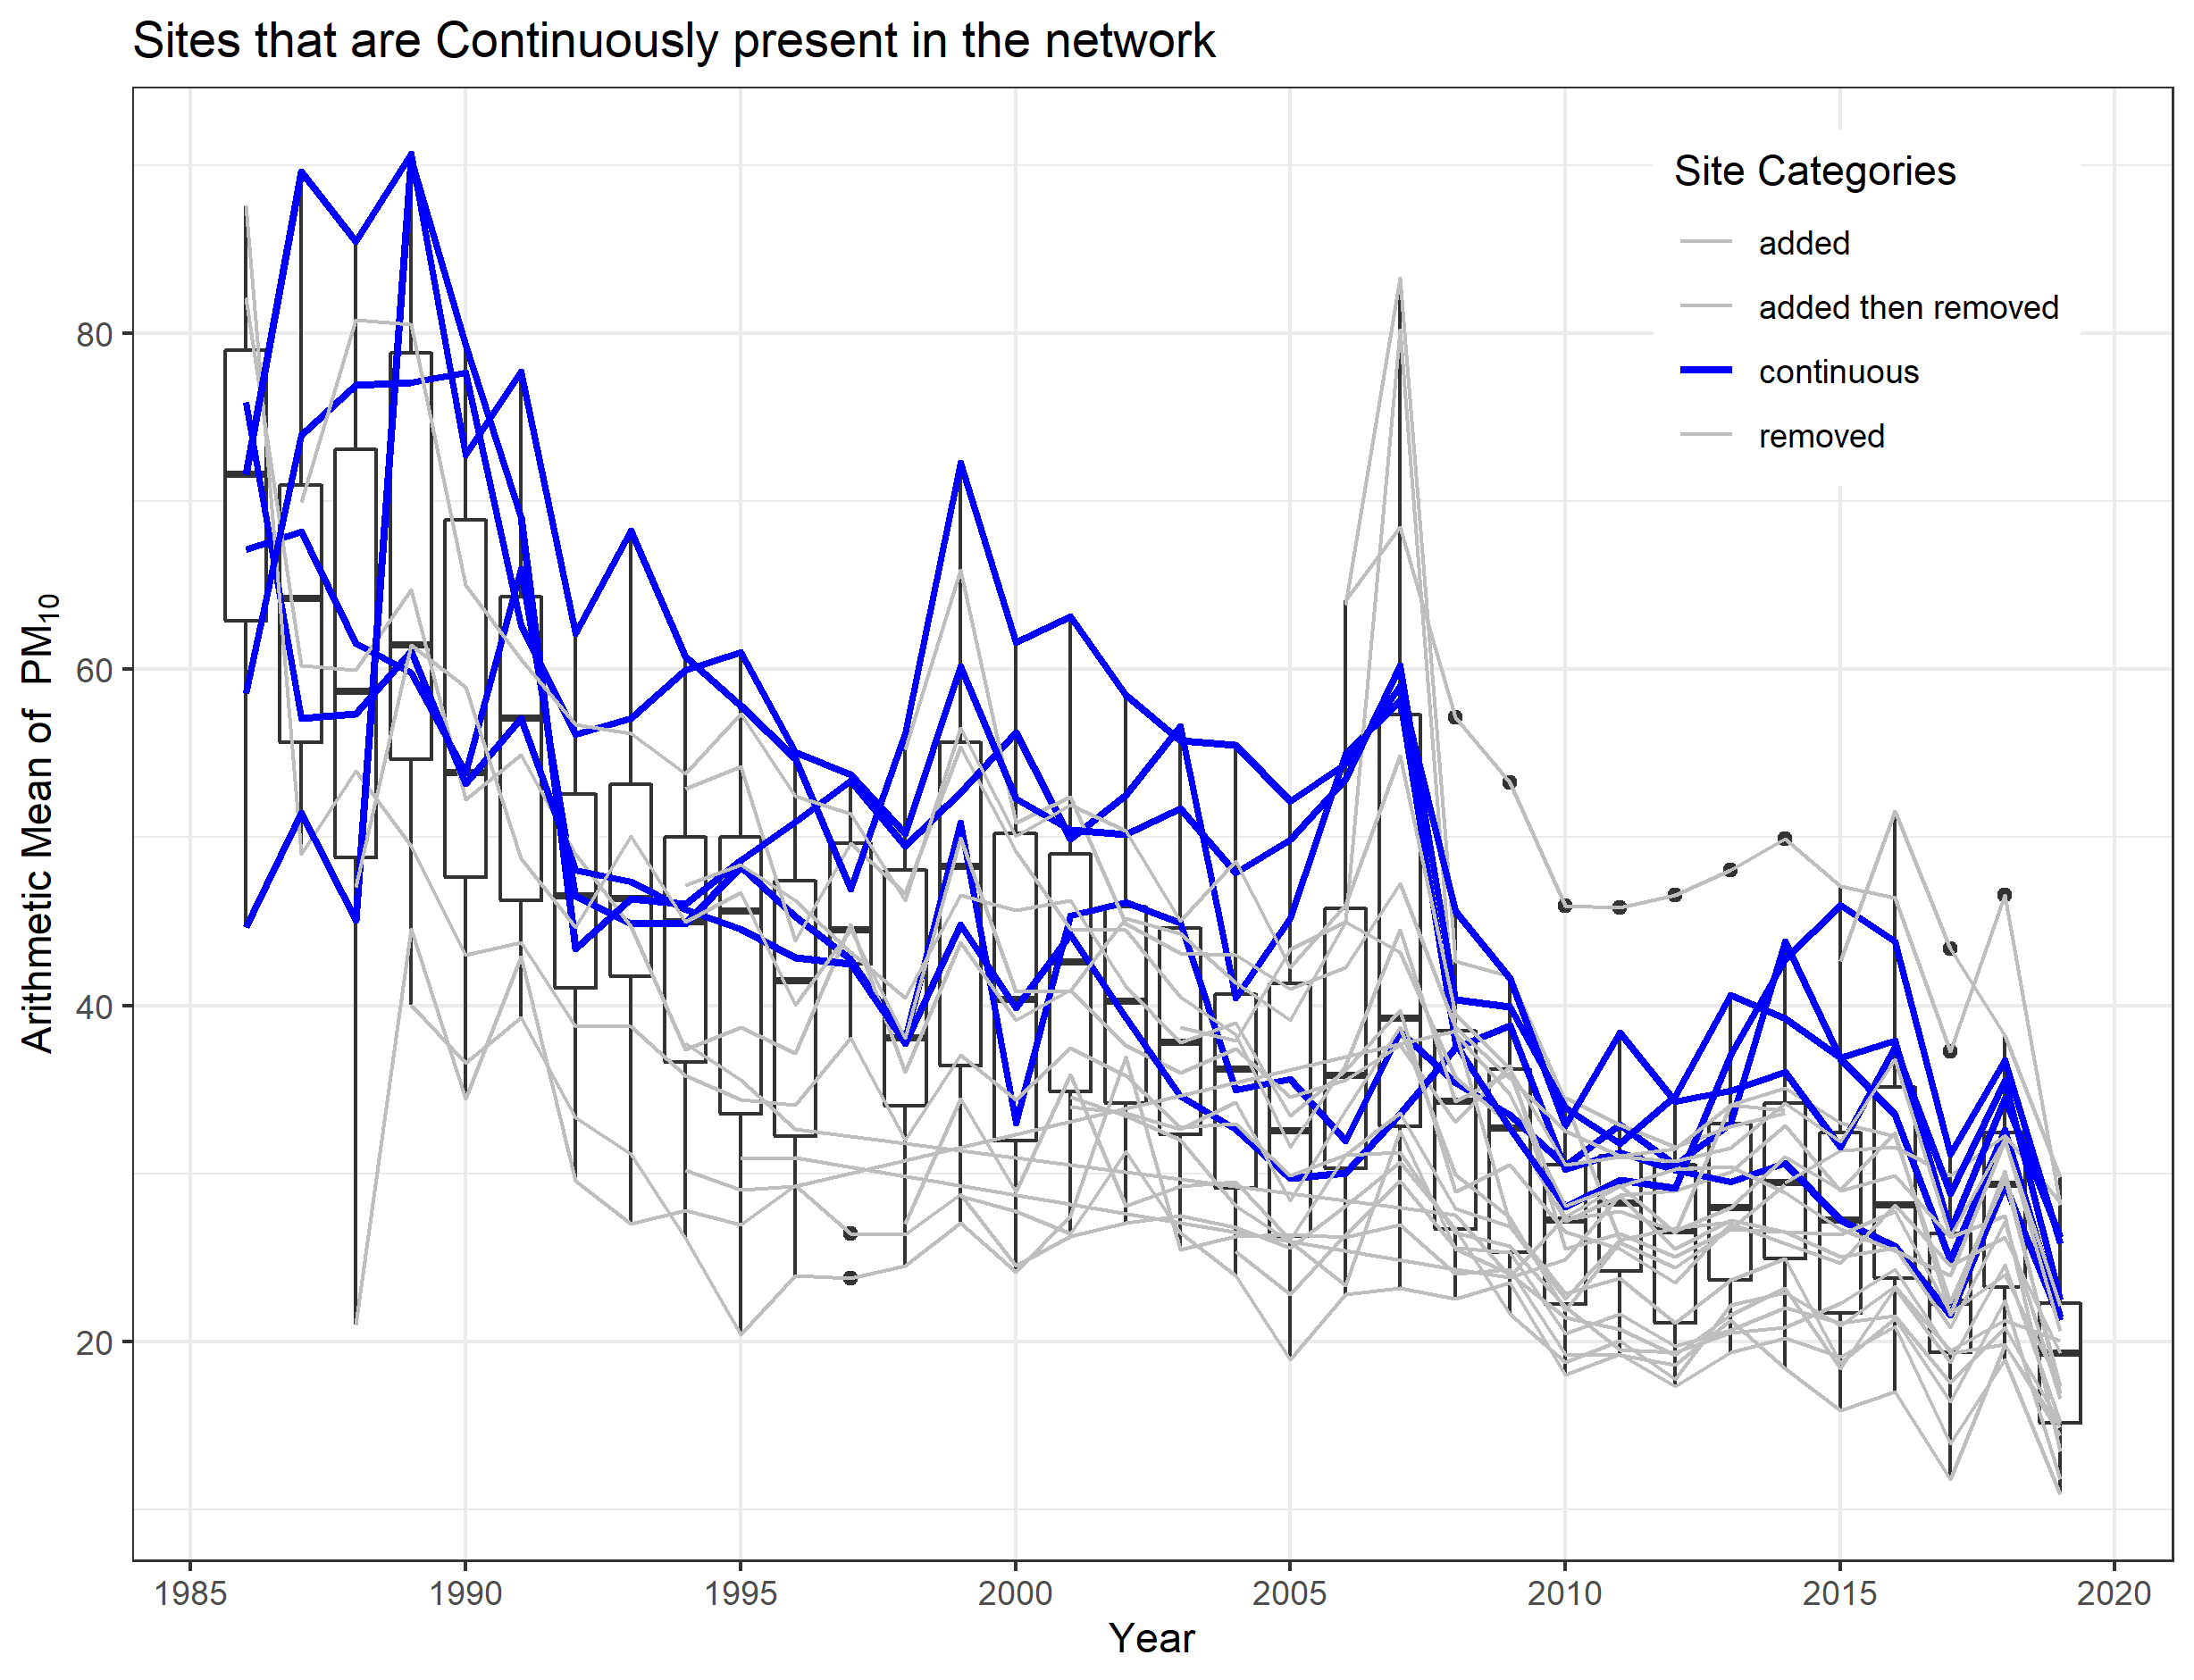 Sites that are Continuously present in the network
Site Categories
added
added then removed
continuous
removed
80
60
40
20
Arithmetic Mean of PM₁₀
1985 1990 1995 2000 2005 2010 2015 2020
Year